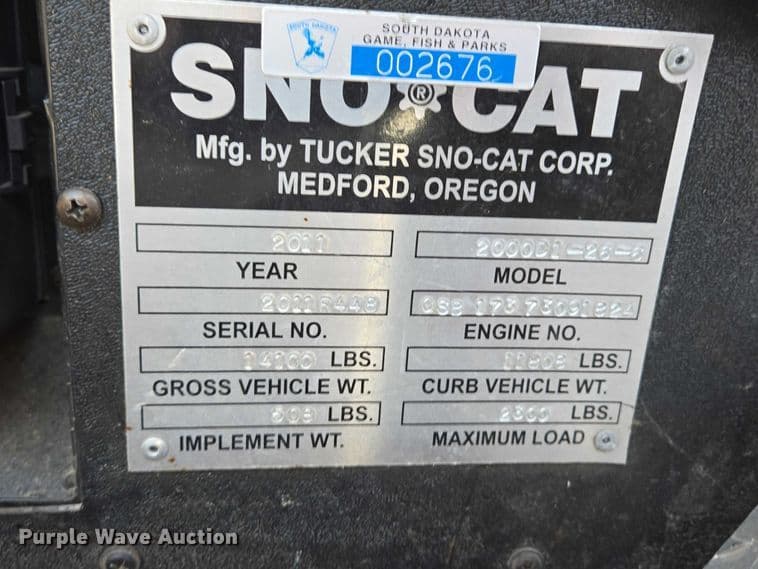 SOUTH DAKOTA
GAME, FISH & PARKS
002676
SNO CAT
®
Mfg. by TUCKER SNO-CAT CORP.
MEDFORD, OREGON
2011
YEAR
MODEL
2011R448
SERIAL NO.
ENGINE NO.
14100 LBS.
GROSS VEHICLE WT.
LBS.
CURB VEHICLE WT.
LBS.
IMPLEMENT WT.
LBS.
MAXIMUM LOAD
Purple Wave Auction